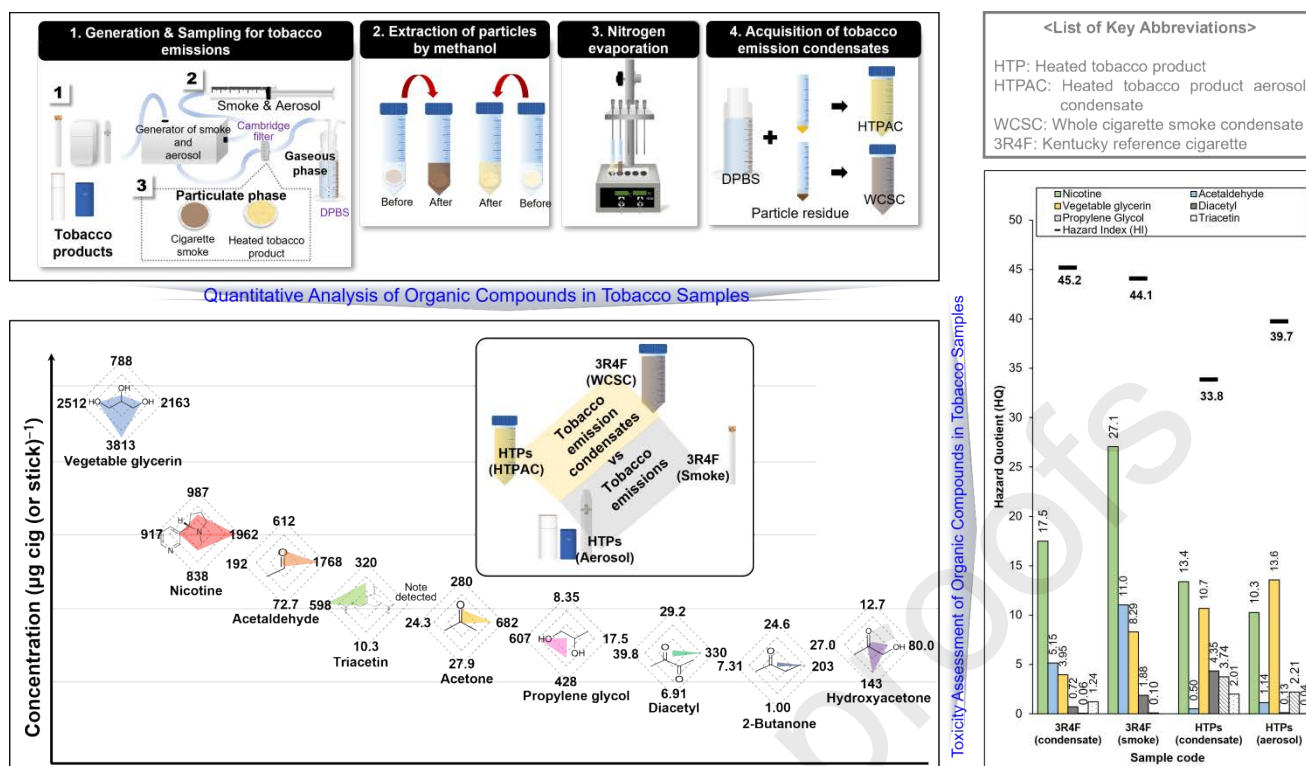 1. Generation & Sampling for tobacco
emissions
1
2
Smoke & Aerosol
Generator of smoke
and
aerosol
Cambridge
filter
Gaseous
phase
DPBS
3
Particulate phase
Cigarette
smoke
Heated tobacco
product
Tobacco
products
2. Extraction of particles
by methanol
Before
After
After
Before
3. Nitrogen
evaporation
4. Acquisition of tobacco
emission condensates
DPBS
+
HTPAC
WCSC
Particle residue
<List of Key Abbreviations>
HTP: Heated tobacco product
HTPAC: Heated tobacco product aerosol
condensate
WCSC: Whole cigarette smoke condensate
3R4F: Kentucky reference cigarette
Quantitative Analysis of Organic Compounds in Tobacco Samples
Concentration (µg cig (or stick)⁻¹)
788
2512
HO
OH
OH
2163
3813
Vegetable glycerin
987
917
H
N
N
1962
838
Nicotine
612
192
O
1768
72.7
Acetaldehyde
320
598
Note
detected
10.3
Triacetin
280
24.3
O
682
27.9
Acetone
8.35
607
HO
OH
17.5
428
Propylene glycol
29.2
39.8
O
O
330
6.91
Diacetyl
24.6
7.31
O
203
1.00
2-Butanone
12.7
27.0
O
OH
80.0
143
Hydroxyacetone
3R4F
(WCSC)
HTPs
(HTPAC)
Tobacco
emission
condensates
vs
Tobacco
emissions
3R4F
(Smoke)
HTPs
(Aerosol)
Toxicity Assessment of Organic Compounds in Tobacco Samples
Nicotine
Acetaldehyde
Vegetable glycerin
Diacetyl
Propylene Glycol
Triacetin
Hazard Index (HI)
Hazard Quotient (HQ)
50
45
40
35
30
25
20
15
10
5
0
45.2
44.1
33.8
39.7
17.5
5.15
3.95
0.72
0.06
1.24
27.1
11.0
8.29
1.88
0.10
13.4
0.50
10.7
4.35
3.74
2.01
10.3
1.14
13.6
0.13
2.21
0.04
3R4F
(condensate)
3R4F
(smoke)
HTPs
(condensate)
HTPs
(aerosol)
Sample code
proofs